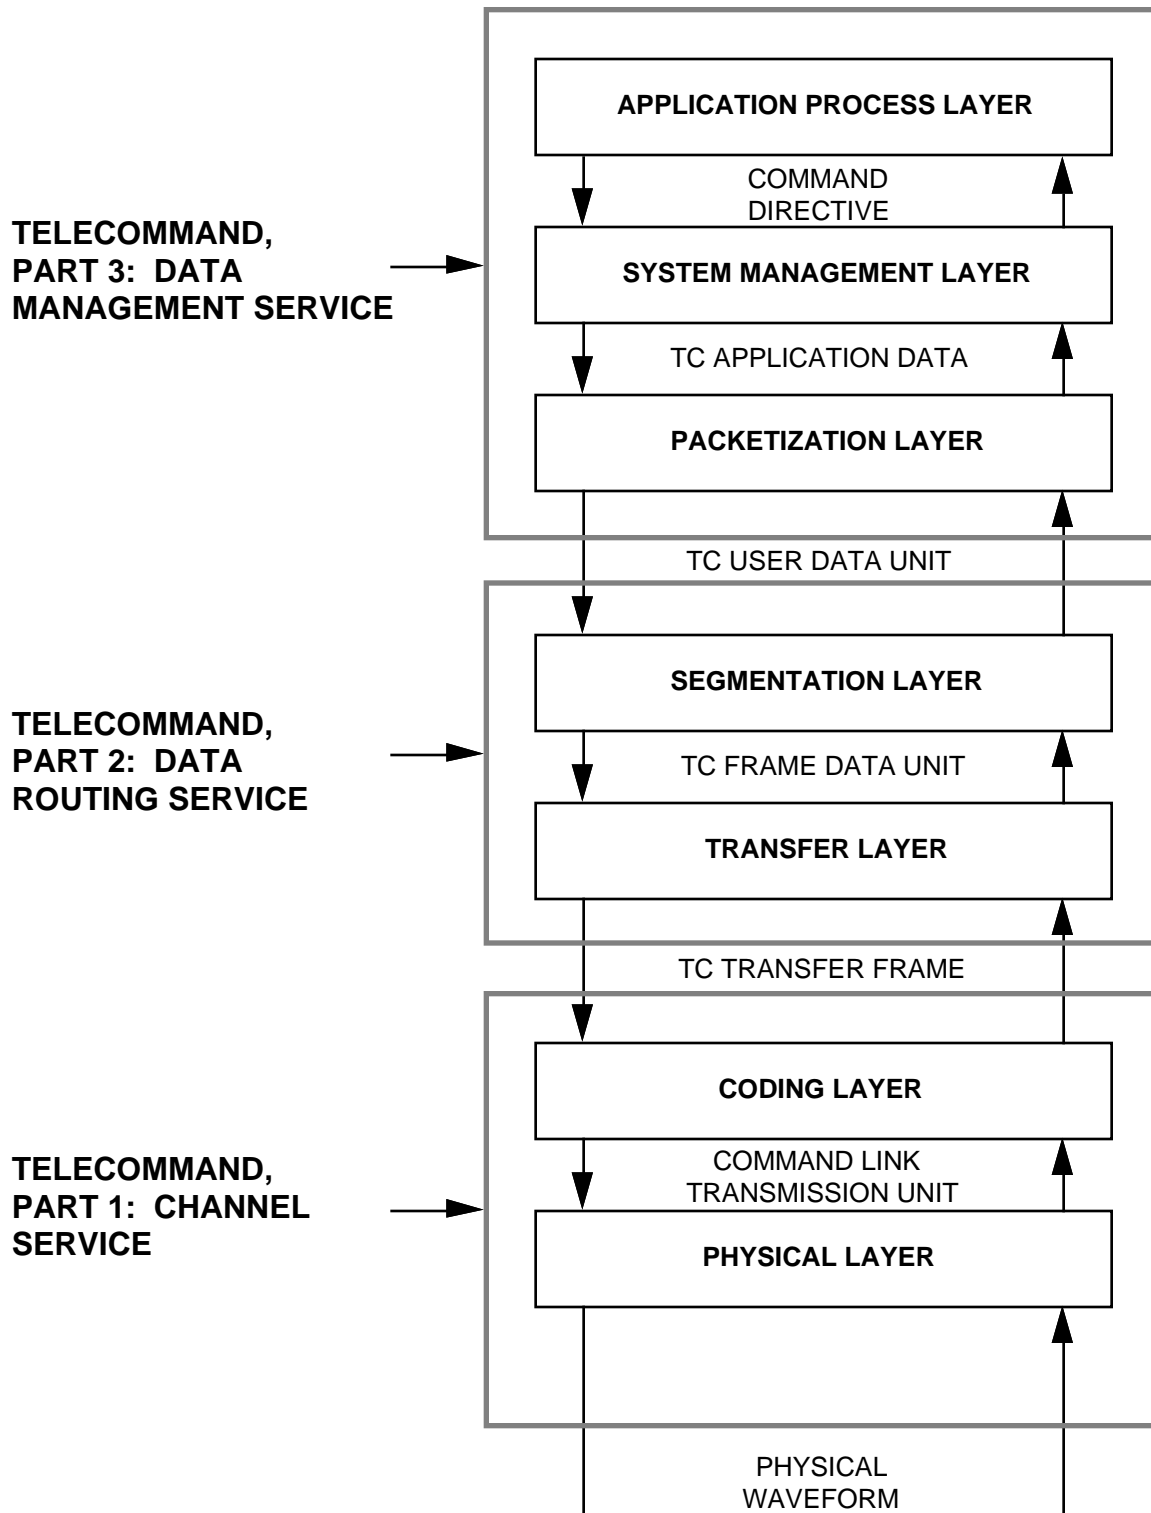 APPLICATION PROCESS LAYER
COMMAND
DIRECTIVE
TELECOMMAND,
PART 3: DATA
MANAGEMENT SERVICE
SYSTEM MANAGEMENT LAYER
TC APPLICATION DATA
PACKETIZATION LAYER
TC USER DATA UNIT
SEGMENTATION LAYER
TELECOMMAND,
PART 2: DATA
ROUTING SERVICE
TC FRAME DATA UNIT
TRANSFER LAYER
TC TRANSFER FRAME
CODING LAYER
TELECOMMAND,
PART 1: CHANNEL
SERVICE
COMMAND LINK
TRANSMISSION UNIT
PHYSICAL LAYER
PHYSICAL
WAVEFORM